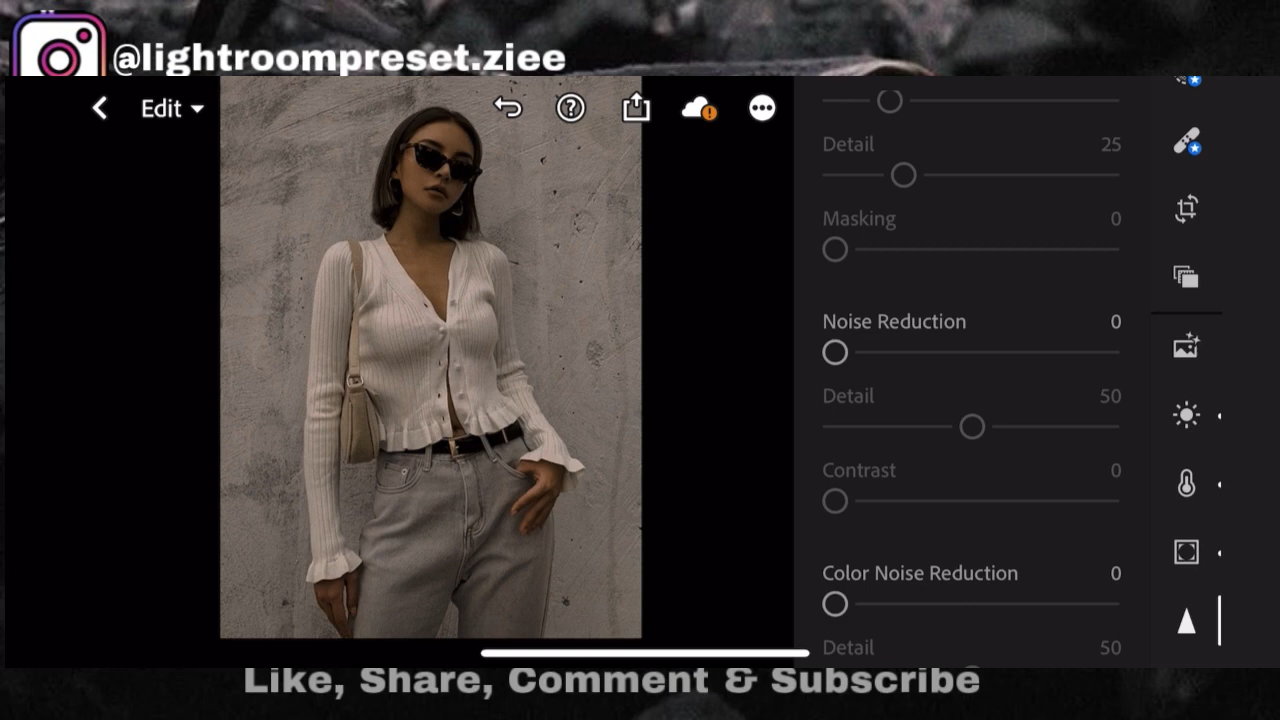 @lightroompreset.ziee
Edit
Detail 25
Masking 0
Noise Reduction 0
Detail 50
Contrast 0
Color Noise Reduction 0
Detail 50
Like, Share, Comment & Subscribe